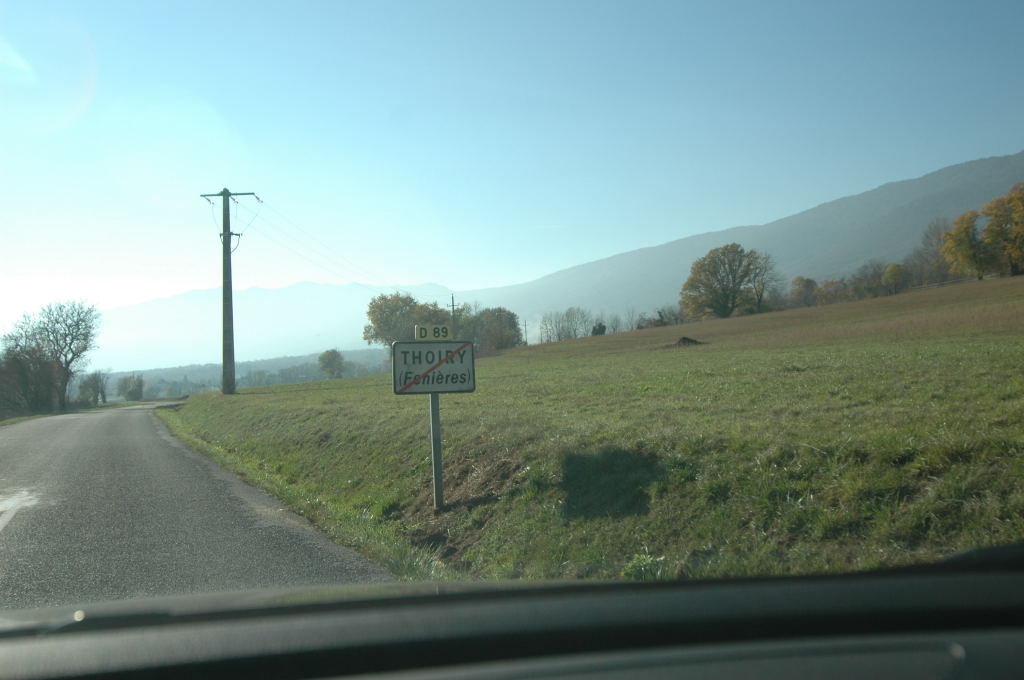 D 89
THOIRY
(Fenières)